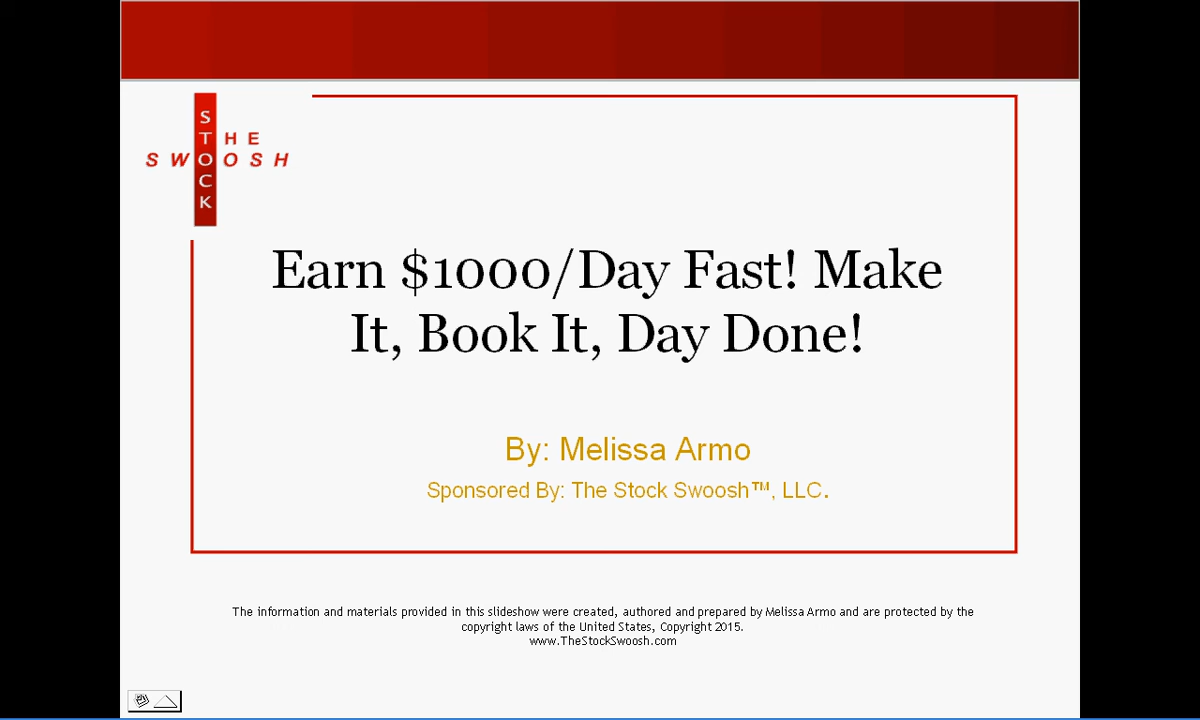 THE
STOCK
SWOOSH
Earn $1000/Day Fast! Make
It, Book It, Day Done!
By: Melissa Armo
Sponsored By: The Stock Swoosh™, LLC.
The information and materials provided in this slideshow were created, authored and prepared by Melissa Armo and are protected by the
copyright laws of the United States, Copyright 2015.
www.TheStockSwoosh.com